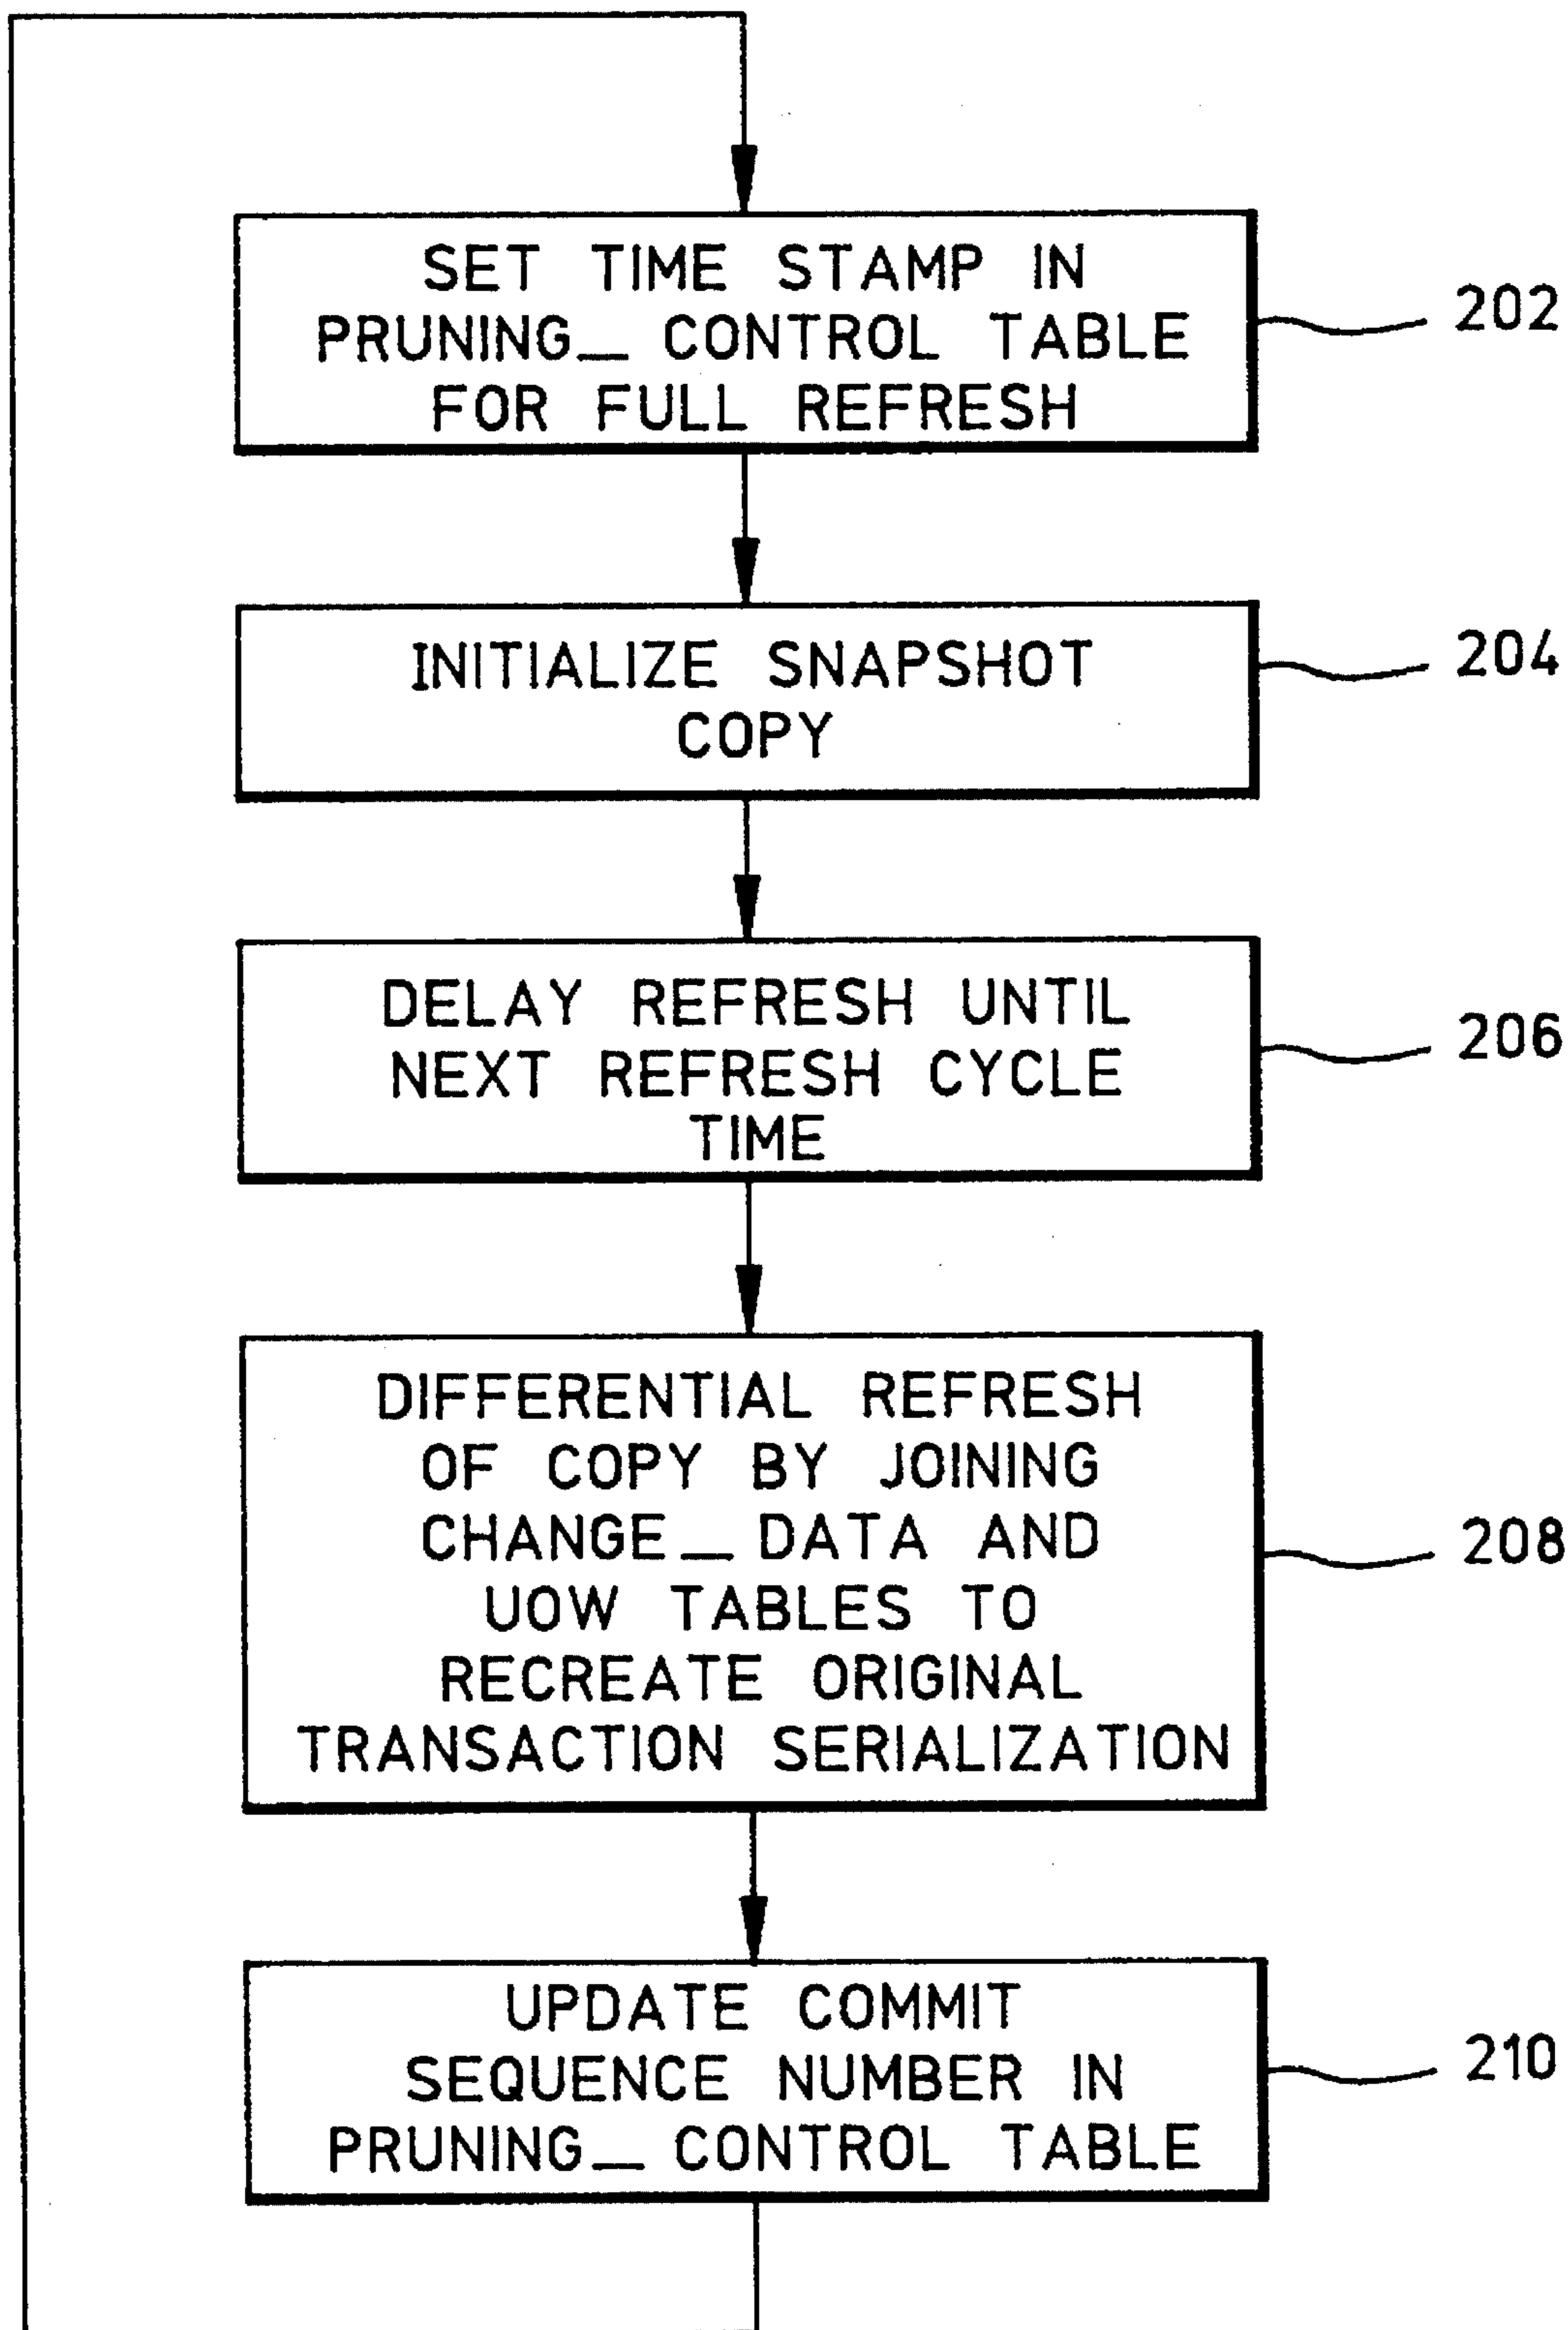 SET TIME STAMP IN
PRUNING_ CONTROL TABLE
FOR FULL REFRESH
202
INITIALIZE SNAPSHOT
COPY
204
DELAY REFRESH UNTIL
NEXT REFRESH CYCLE
TIME
206
DIFFERENTIAL REFRESH
OF COPY BY JOINING
CHANGE_ DATA AND
UOW TABLES TO
RECREATE ORIGINAL
TRANSACTION SERIALIZATION
208
UPDATE COMMIT
SEQUENCE NUMBER IN
PRUNING_ CONTROL TABLE
210